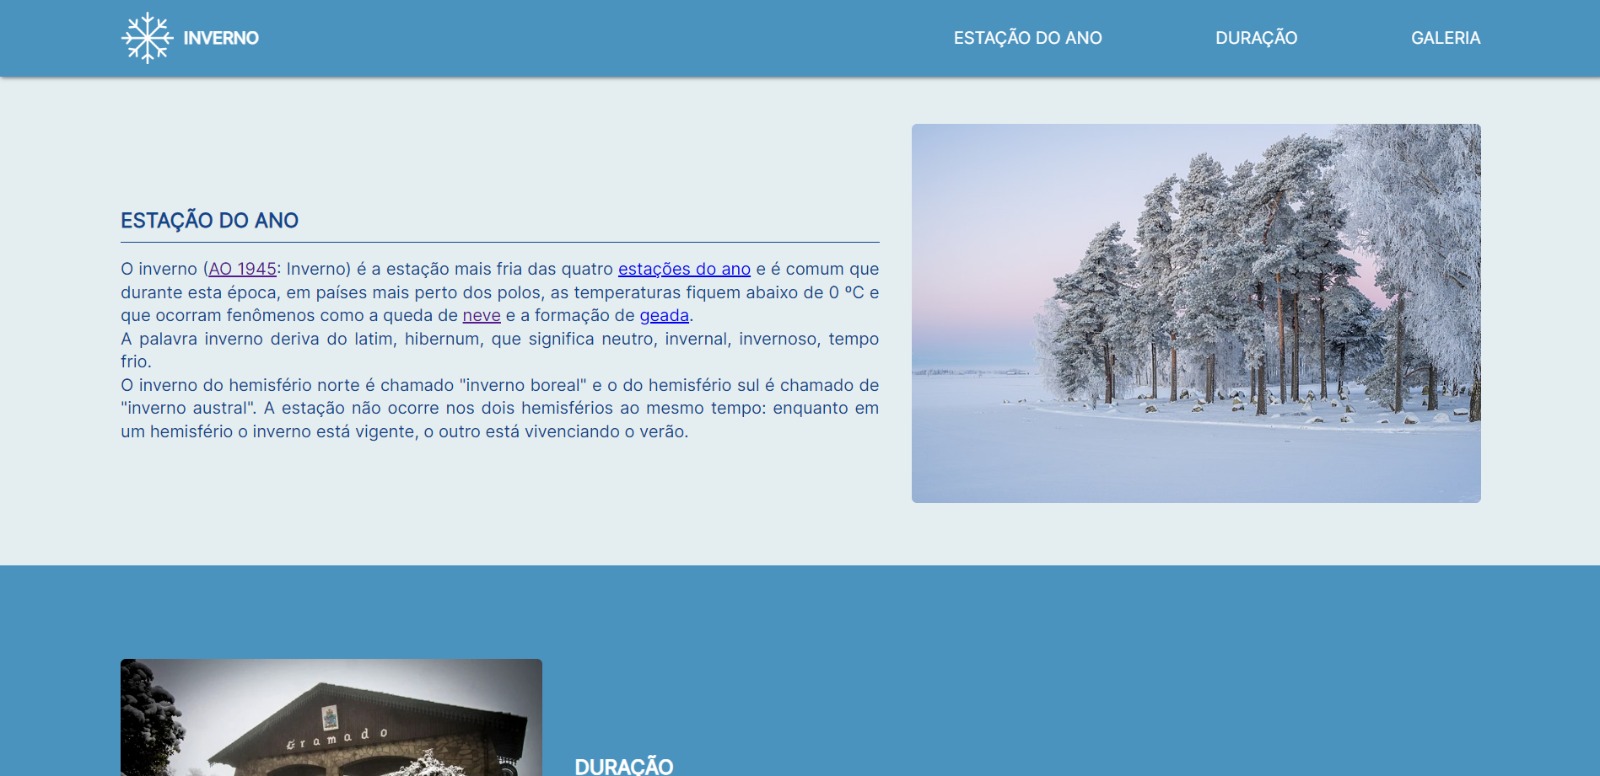 INVERNO
ESTAÇÃO DO ANO
DURAÇÃO
GALERIA
ESTAÇÃO DO ANO
O inverno (AO 1945: Inverno) é a estação mais fria das quatro estações do ano e é comum que
durante esta época, em países mais perto dos polos, as temperaturas fiquem abaixo de 0 ºC e
que ocorram fenômenos como a queda de neve e a formação de geada.
A palavra inverno deriva do latim, hibernum, que significa neutro, invernal, invernoso, tempo
frio.
O inverno do hemisfério norte é chamado "inverno boreal" e o do hemisfério sul é chamado de
"inverno austral". A estação não ocorre nos dois hemisférios ao mesmo tempo: enquanto em
um hemisfério o inverno está vigente, o outro está vivenciando o verão.
Gramado
DURAÇÃO